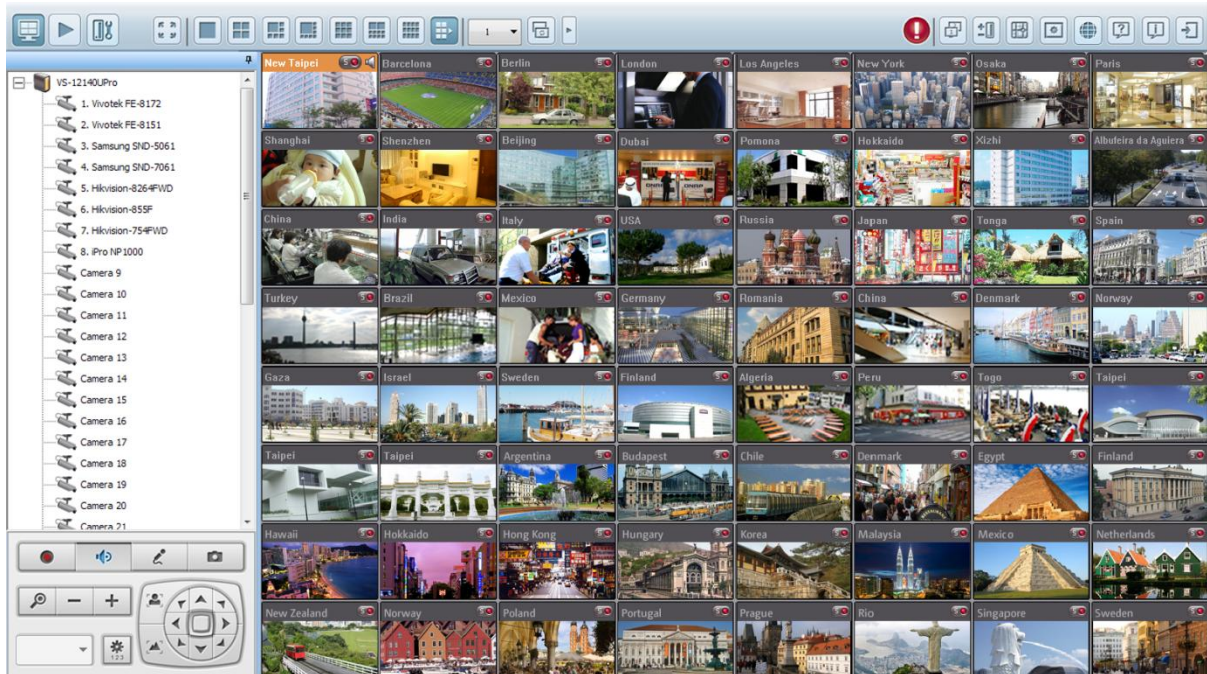 1
VS-12140UPro
1. Vivotek FE-8172
2. Vivotek FE-8151
3. Samsung SND-5061
4. Samsung SND-7061
5. Hikvision-8264FWD
6. Hikvision-855F
7. Hikvision-754FWD
8. iPro NP1000
Camera 9
Camera 10
Camera 11
Camera 12
Camera 13
Camera 14
Camera 15
Camera 16
Camera 17
Camera 18
Camera 19
Camera 20
Camera 21
123
New Taipei Barcelona Berlin London Los Angeles New York Osaka Paris
Shanghai Shenzhen Beijing Dubai Pomona Hokkaido Xizhi Albufeira da Aguiera
China India Italy USA Russia Japan Tonga Spain
Turkey Brazil Mexico Germany Romania China Denmark Norway
Gaza Israel Sweden Finland Algeria Peru Togo Taipei
Taipei Taipei Argentina Budapest Chile Denmark Egypt Finland
Hawaii Hokkaido Hong Kong Hungary Korea Malaysia Mexico Netherlands
New Zealand Norway Poland Portugal Prague Rio Singapore Sweden